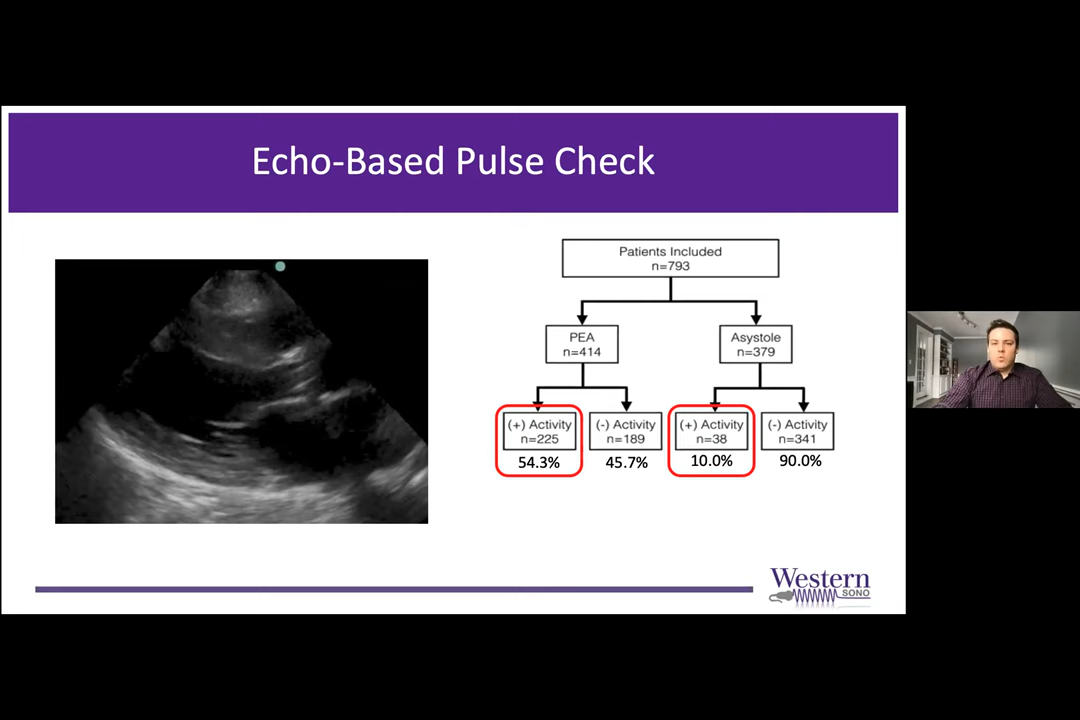 Echo-Based Pulse Check
Patients Included
n=793
PEA
n=414
Asystole
n=379
(+) Activity
n=225
(-) Activity
n=189
(+) Activity
n=38
(-) Activity
n=341
54.3%
45.7%
10.0%
90.0%
Western
SONO